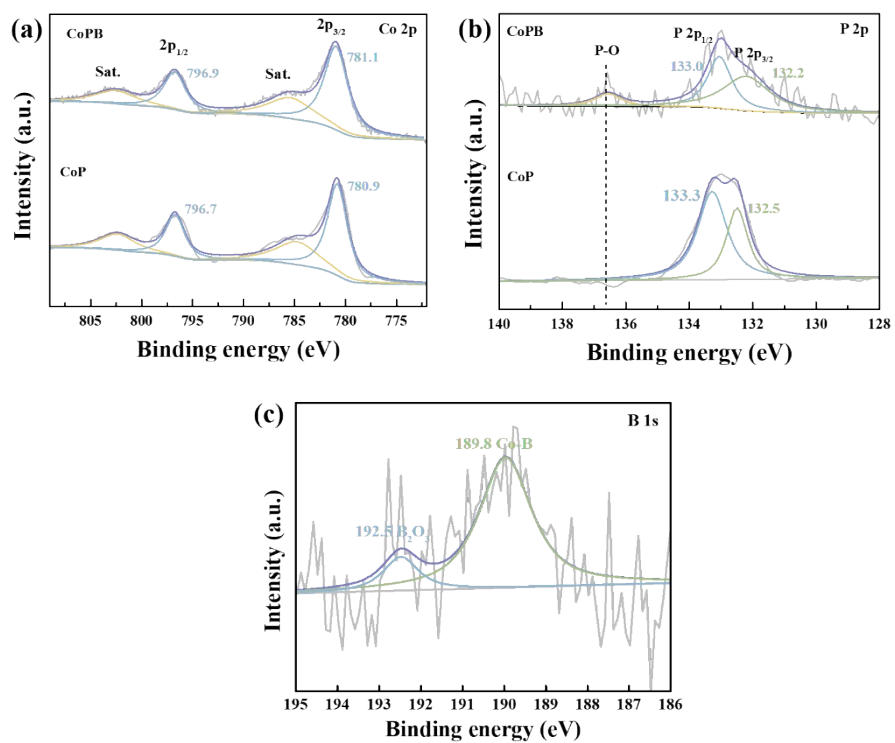 (a)
CoPB
2p1/2
2p3/2
Co 2p
Sat.
796.9
Sat.
781.1
CoP
796.7
780.9
Intensity (a.u.)
805 800 795 790 785 780 775
Binding energy (eV)
(b)
CoPB
P-O
P 2p1/2
P 2p3/2
P 2p
133.0
132.2
CoP
133.3
132.5
Intensity (a.u.)
140 138 136 134 132 130 128
Binding energy (eV)
(c)
B 1s
189.8 Co-B
192.5 B2O3
Intensity (a.u.)
195 194 193 192 191 190 189 188 187 186
Binding energy (eV)